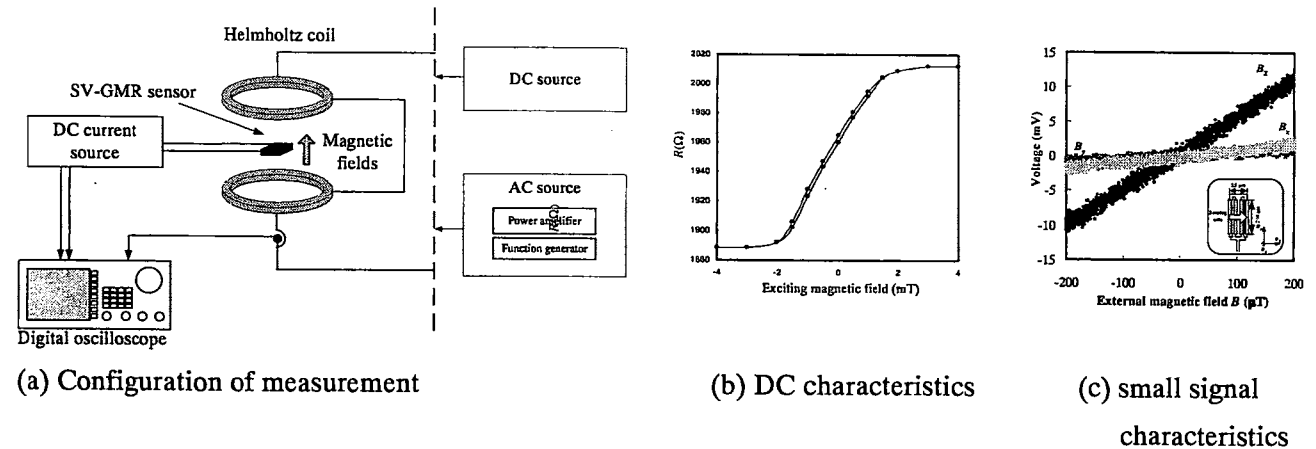 Helmholtz coil
SV-GMR sensor
DC current
source
Magnetic
fields
DC source
AC source
Power amplifier
Function generator
Digital oscilloscope
(a) Configuration of measurement
R(Ω)
2020
2000
1980
1960
1940
1920
1900
1880
-4
-2
0
2
4
Exciting magnetic field (mT)
(b) DC characteristics
Voltage (mV)
15
10
5
0
-5
-10
-15
Bz
Bx
By
-200
-100
0
100
200
External magnetic field B (μT)
(c) small signal
characteristics